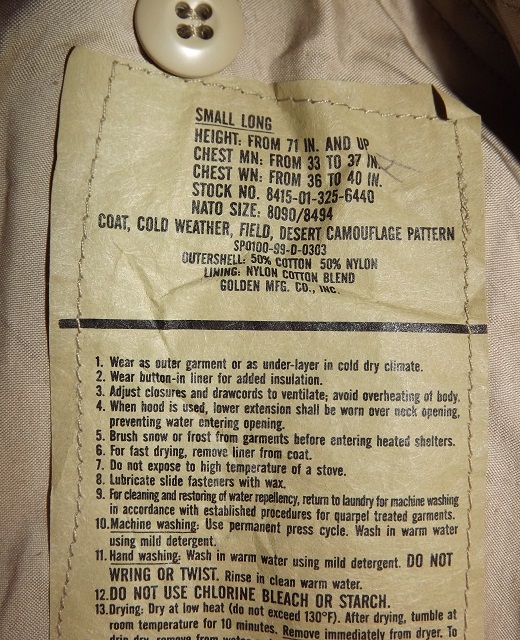 SMALL LONG
HEIGHT: FROM 71 IN. AND UP
CHEST MN: FROM 33 TO 37 IN.
CHEST WN: FROM 36 TO 40 IN.
STOCK NO. 8415-01-325-6440
NATO SIZE: 8090/8494
COAT, COLD WEATHER, FIELD, DESERT CAMOUFLAGE PATTERN
SPO100-99-D-0303
OUTERSHELL: 50% COTTON 50% NYLON
LINING: NYLON COTTON BLEND
GOLDEN MFG. CO., INC.
1. Wear as outer garment or as under-layer in cold dry climate.
2. Wear button-in liner for added insulation.
3. Adjust closures and drawcords to ventilate; avoid overheating of body.
4. When hood is used, lower extension shall be worn over neck opening,
preventing water entering opening.
5. Brush snow or frost from garments before entering heated shelters.
6. For fast drying, remove liner from coat.
7. Do not expose to high temperature of a stove.
8. Lubricate slide fasteners with wax.
9. For cleaning and restoring of water repellency, return to laundry for machine washing
in accordance with established procedures for quarpel treated garments.
10. Machine washing: Use permanent press cycle. Wash in warm water
using mild detergent.
11. Hand washing: Wash in warm water using mild detergent. DO NOT
WRING OR TWIST. Rinse in clean warm water.
12. DO NOT USE CHLORINE BLEACH OR STARCH.
13. Drying: Dry at low heat (do not exceed 130°F). After drying, tumble at
room temperature for 10 minutes. Remove immediately from dryer. To
drip dry, remove from